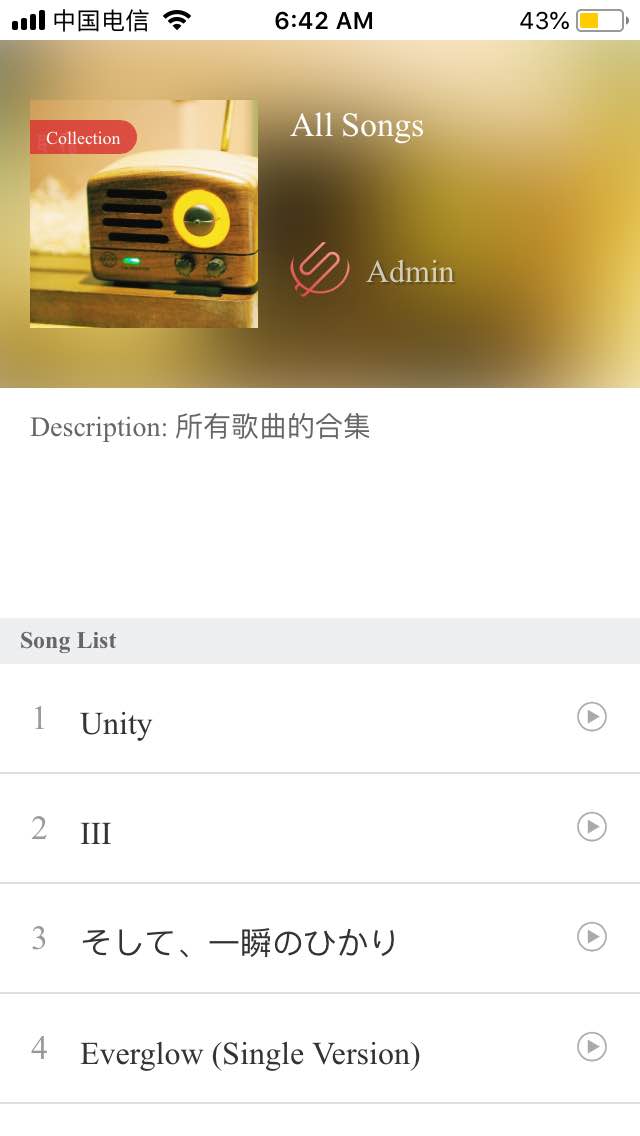 中国电信 6:42 AM 43%
Collection
All Songs
Admin
Description: 所有歌曲的合集
Song List
1 Unity
2 III
3 そして、一瞬のひかり
4 Everglow (Single Version)